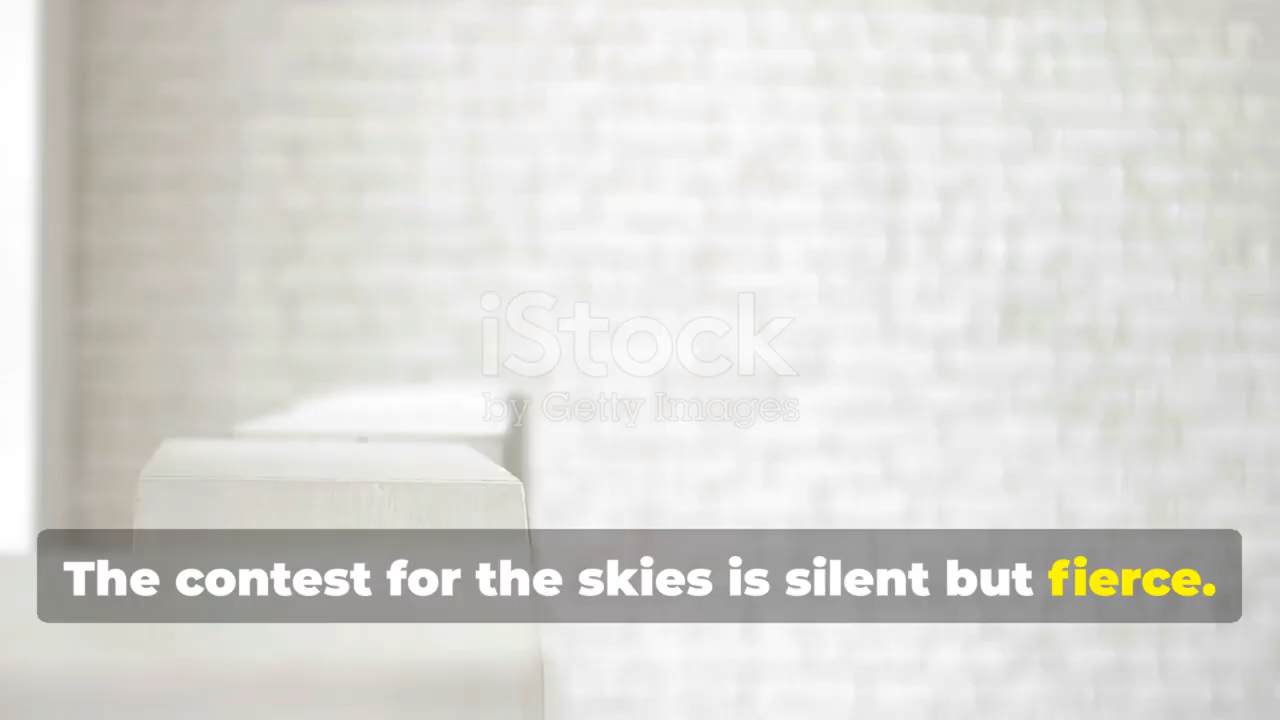 iStock
by Getty Images
The contest for the skies is silent but fierce.